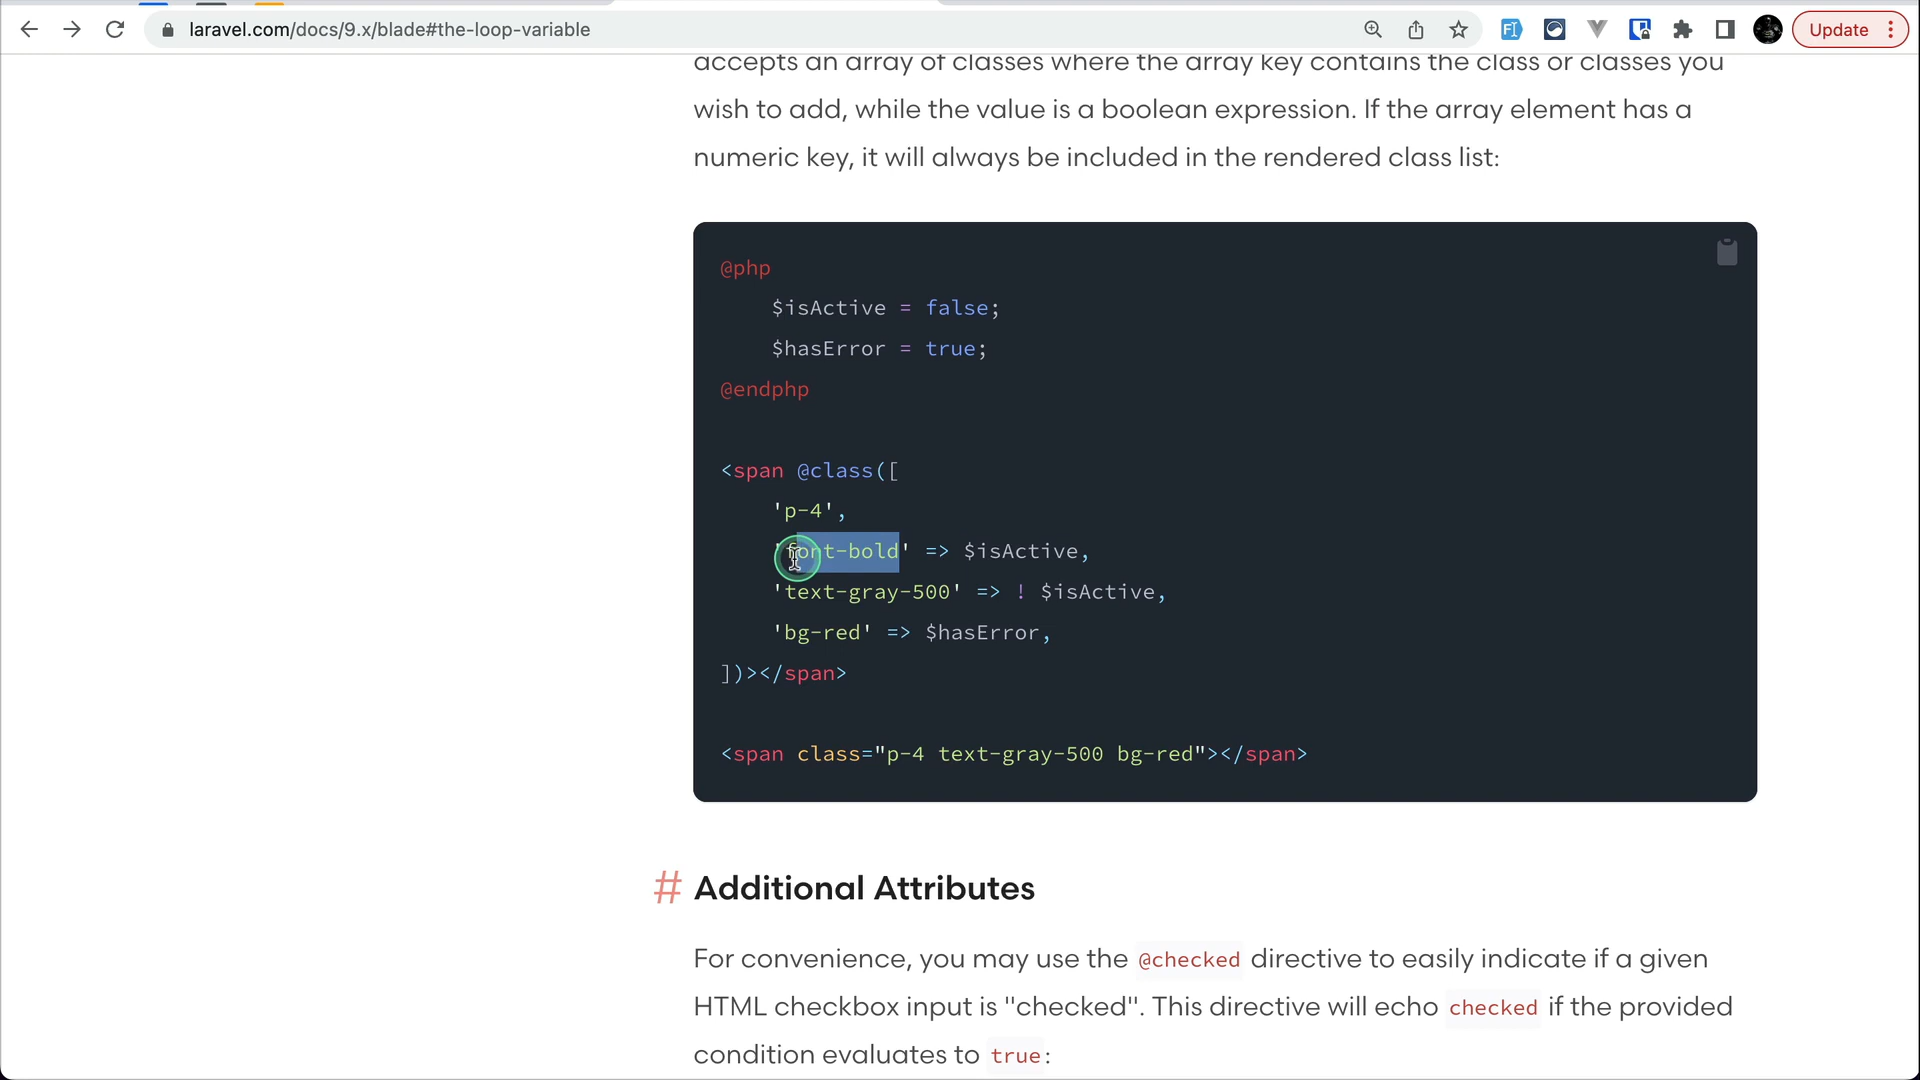 laravel.com/docs/9.x/blade#the-loop-variable
Update
accepts an array of classes where the array key contains the class or classes you
wish to add, while the value is a boolean expression. If the array element has a
numeric key, it will always be included in the rendered class list:
@php
    $isActive = false;
    $hasError = true;
@endphp
<span @class([
    'p-4',
    'font-bold' => $isActive,
    'text-gray-500' => ! $isActive,
    'bg-red' => $hasError,
])></span>
<span class="p-4 text-gray-500 bg-red"></span>
# Additional Attributes
For convenience, you may use the @checked directive to easily indicate if a given
HTML checkbox input is "checked". This directive will echo checked if the provided
condition evaluates to true: